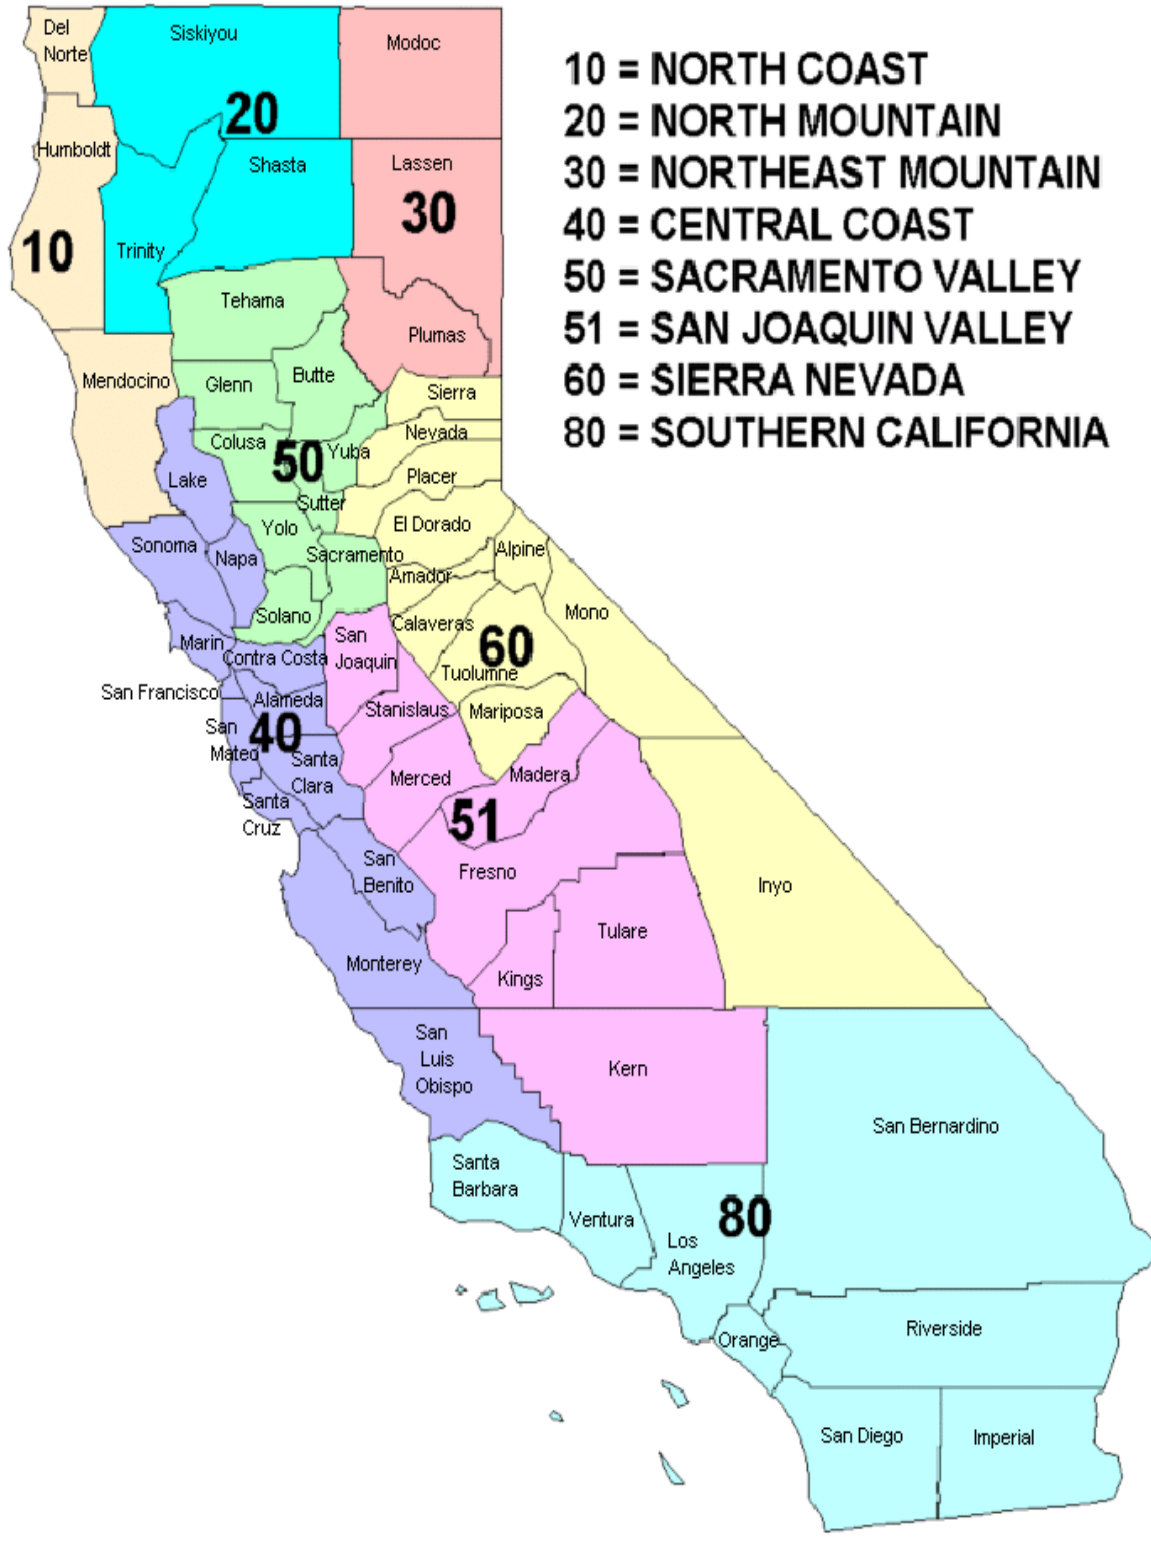 Del
Norte
Siskiyou
Modoc
10 = NORTH COAST
20 = NORTH MOUNTAIN
30 = NORTHEAST MOUNTAIN
40 = CENTRAL COAST
50 = SACRAMENTO VALLEY
51 = SAN JOAQUIN VALLEY
60 = SIERRA NEVADA
80 = SOUTHERN CALIFORNIA
20
Humboldt
Shasta
Lassen
30
10
Trinity
Tehama
Plumas
Mendocino
Glenn
Butte
Sierra
Nevada
Colusa
50
Yuba
Lake
Placer
Sutter
Yolo
El Dorado
Sonoma
Napa
Sacramento
Alpine
Amador
Solano
Mono
Calaveras
60
Marin
San
Joaquin
Contra Costa
Tuolumne
San Francisco
Alameda
Stanislaus
Mariposa
San
Mateo
40
Santa
Clara
Merced
Madera
Santa
Cruz
51
San
Benito
Fresno
Inyo
Tulare
Monterey
Kings
San
Luis
Obispo
Kern
San Bernardino
Santa
Barbara
Ventura
80
Los
Angeles
Orange
Riverside
San Diego
Imperial